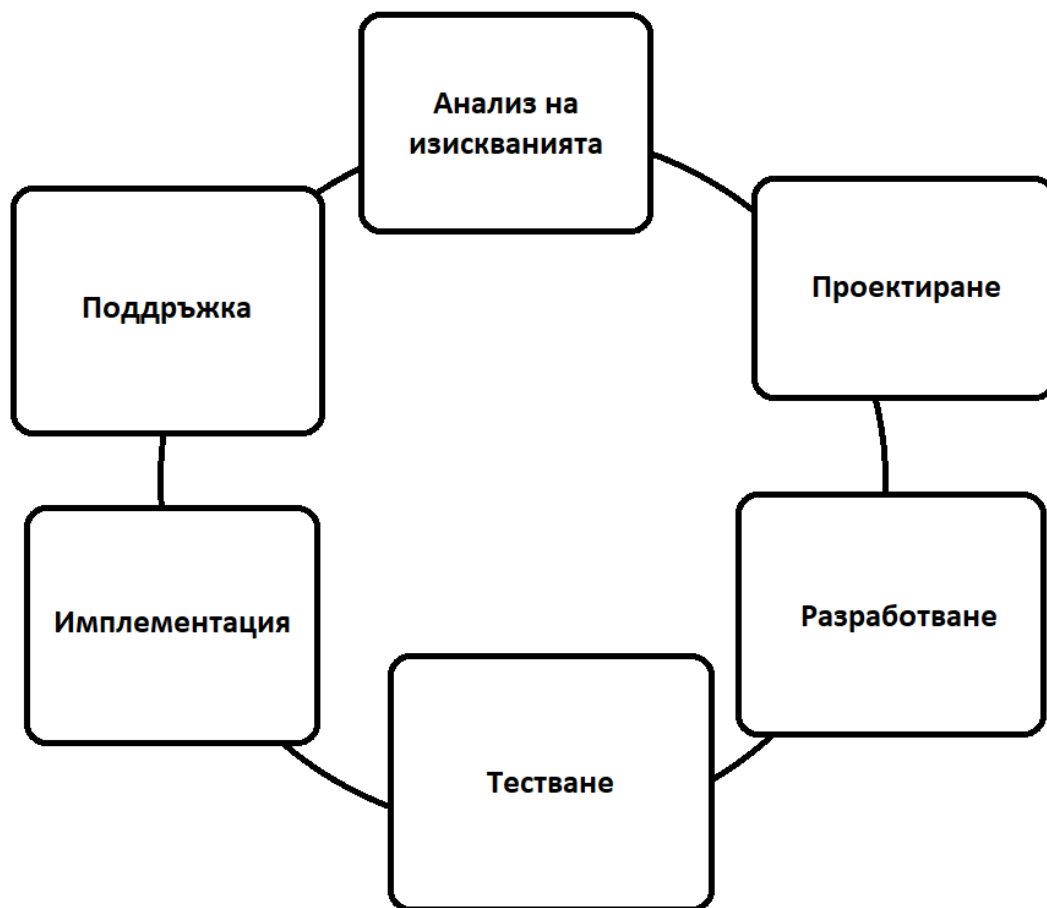 Анализ на
изискванията
Проектиране
Разработване
Тестване
Имплементация
Поддръжка